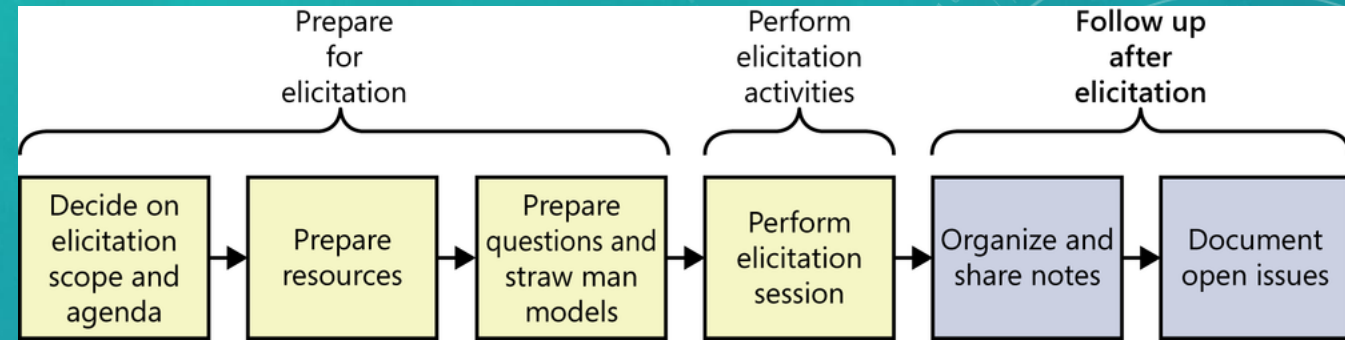 Prepare
for
elicitation
Perform
elicitation
activities
Follow up
after
elicitation
Decide on
elicitation
scope and
agenda
Prepare
resources
Prepare
questions and
straw man
models
Perform
elicitation
session
Organize and
share notes
Document
open issues